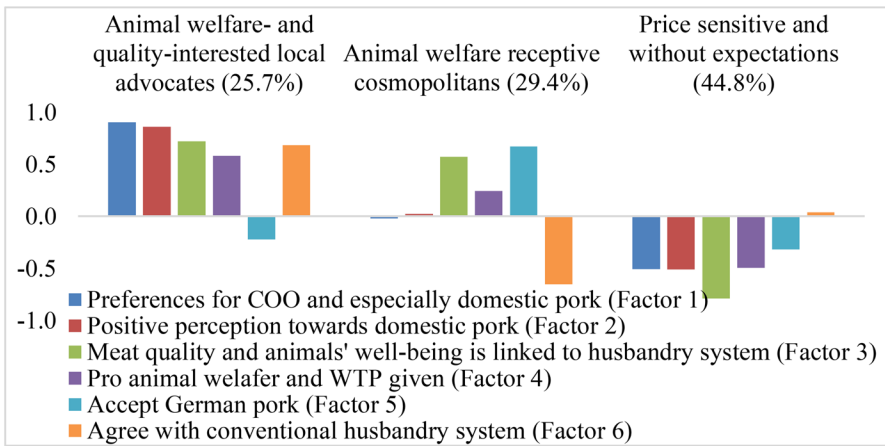 Animal welfare- and
quality-interested local
advocates (25.7%)
Animal welfare receptive
cosmopolitans (29.4%)
Price sensitive and
without expectations
(44.8%)
1.0
0.5
0.0
-0.5
-1.0
Preferences for COO and especially domestic pork (Factor 1)
Positive perception towards domestic pork (Factor 2)
Meat quality and animals' well-being is linked to husbandry system (Factor 3)
Pro animal welafer and WTP given (Factor 4)
Accept German pork (Factor 5)
Agree with conventional husbandry system (Factor 6)